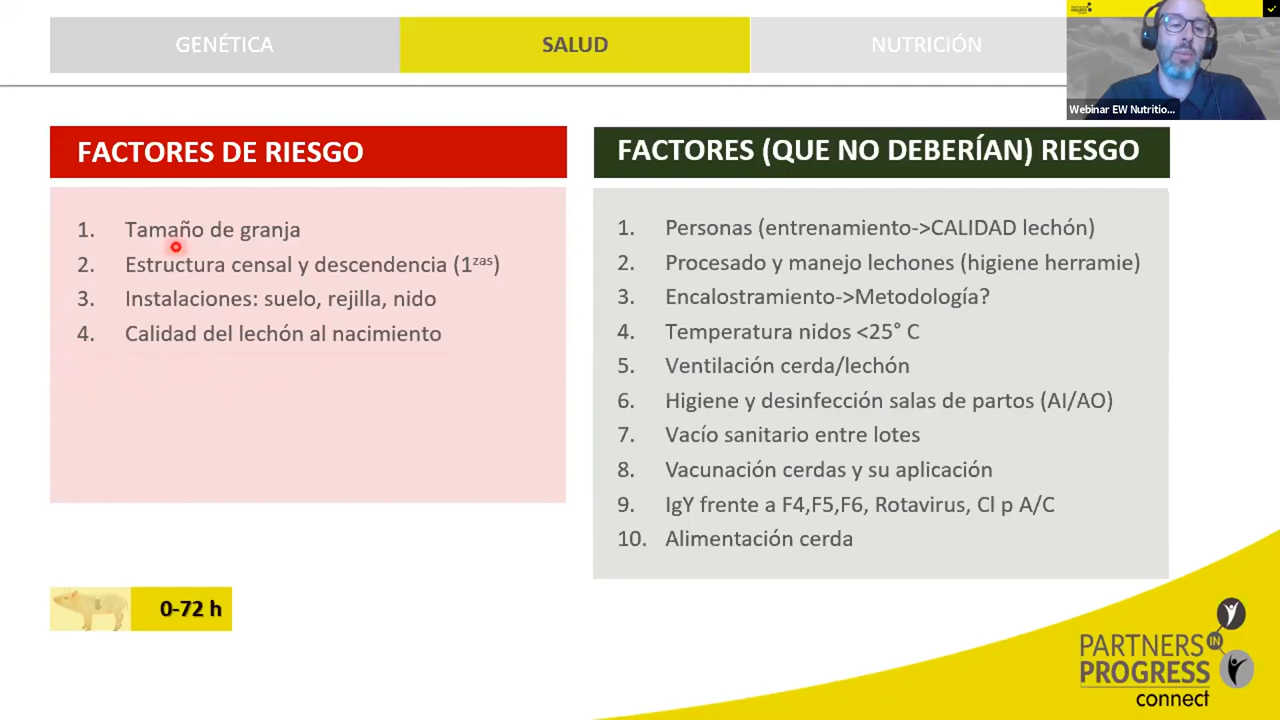 GENÉTICA
SALUD
NUTRICIÓN
PARTNERS
PROGRESS
Webinar EW Nutritio...
FACTORES DE RIESGO
1. Tamaño de granja
2. Estructura censal y descendencia (1zas)
3. Instalaciones: suelo, rejilla, nido
4. Calidad del lechón al nacimiento
FACTORES (QUE NO DEBERÍAN) RIESGO
1. Personas (entrenamiento->CALIDAD lechón)
2. Procesado y manejo lechones (higiene herramie)
3. Encalostramiento->Metodología?
4. Temperatura nidos <25° C
5. Ventilación cerda/lechón
6. Higiene y desinfección salas de partos (AI/AO)
7. Vacío sanitario entre lotes
8. Vacunación cerdas y su aplicación
9. IgY frente a F4,F5,F6, Rotavirus, Cl p A/C
10. Alimentación cerda
0-72 h
PARTNERS IN
PROGRESS
connect